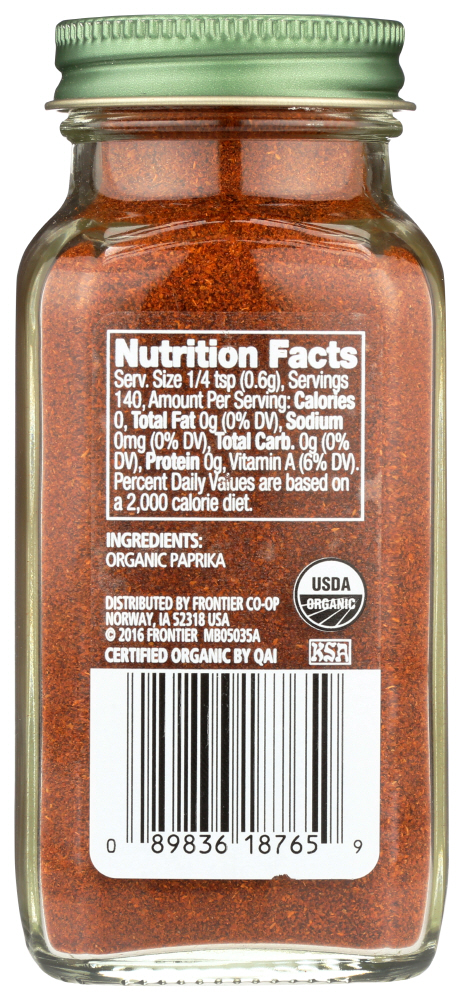 Nutrition Facts
Serv. Size 1/4 tsp (0.6g), Servings
140, Amount Per Serving: Calories
0, Total Fat 0g (0% DV), Sodium
0mg (0% DV), Total Carb. 0g (0%
DV), Protein 0g, Vitamin A (6% DV).
Percent Daily Values are based on
a 2,000 calorie diet.
INGREDIENTS:
ORGANIC PAPRIKA
USDA
ORGANIC
DISTRIBUTED BY FRONTIER CO-OP
NORWAY, IA 52318 USA
© 2016 FRONTIER MB05035A
CERTIFIED ORGANIC BY QAI
KSA
0 89836 18765 9